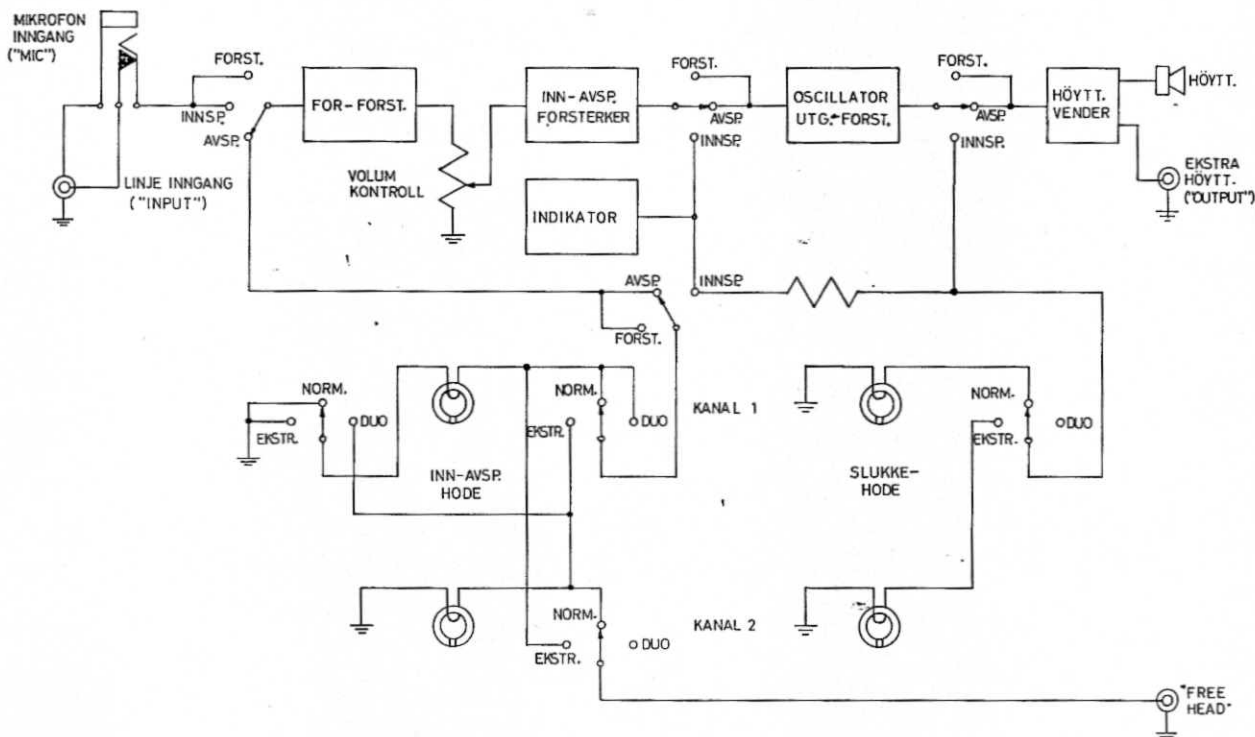 MIKROFON
INNGANG
("MIC")
FORST.
INNSP.
AVSP.
LINJE INNGANG
("INPUT")
FOR-FORST.
VOLUM
KONTROLL
INN-AVSP.
FORSTERKER
INDIKATOR
FORST.
AVSP.
INNSP.
OSCILLATOR
UTG.-FORST.
FORST.
AVSP.
INNSP.
HÖYTT.
VENDER
HÖYTT.
EKSTRA
HÖYTT.
("OUTPUT")
AVSP.
INNSP.
FORST.
NORM.
EKSTR.
DUO
INN-AVSP.
HODE
NORM.
EKSTR.
DUO
KANAL 1
SLUKKE-
HODE
NORM.
EKSTR.
DUO
NORM.
EKSTR.
DUO
KANAL 2
"FREE
HEAD"